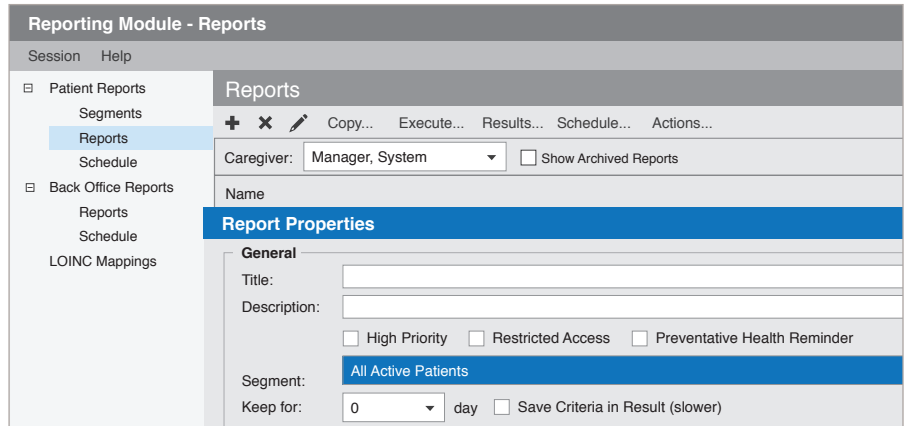 Reporting Module - Reports
Session Help
Patient Reports
Segments
Reports
Schedule
Back Office Reports
Reports
Schedule
LOINC Mappings
Reports
Copy... Execute... Results... Schedule... Actions...
Caregiver: Manager, System Show Archived Reports
Name
Report Properties
General
Title:
Description:
High Priority Restricted Access Preventative Health Reminder
Segment: All Active Patients
Keep for: 0 day Save Criteria in Result (slower)